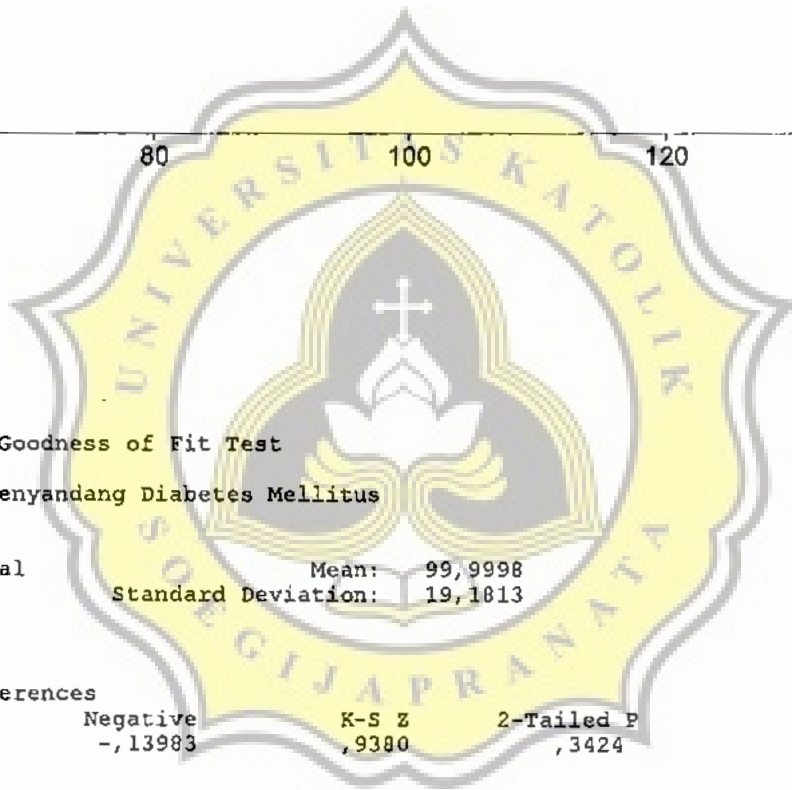 80 100 120
UNIVERSITAS KATOLIK
SOEGIJAPRANATA
Goodness of Fit Test
enyandang Diabetes Mellitus
al Mean: 99,9998
Standard Deviation: 19,1813
erences
Negative K-S Z 2-Tailed P
-,13983 ,9380 ,3424